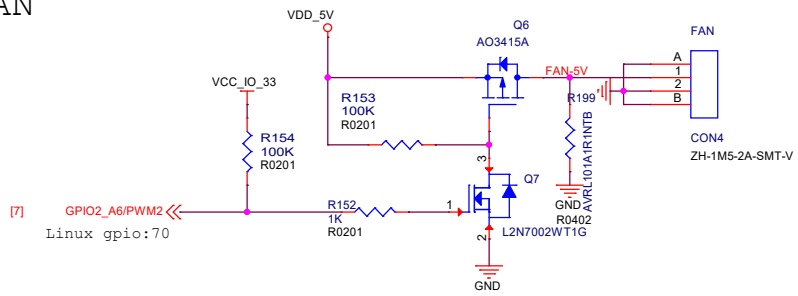 AN
VDD_5V
Q6
AO3415A
FAN
VCC_IO_33
FAN-5V
A
1
2
B
R153
100K
R0201
R154
100K
R0201
R199
AVRL101A1R1NTB
CON4
ZH-1M5-2A-SMT-V
3
Q7
[7]
GPIO2_A6/PWM2
Linux gpio:70
R152
1K
R0201
1
2
GND
R0402
L2N7002WT1G
GND